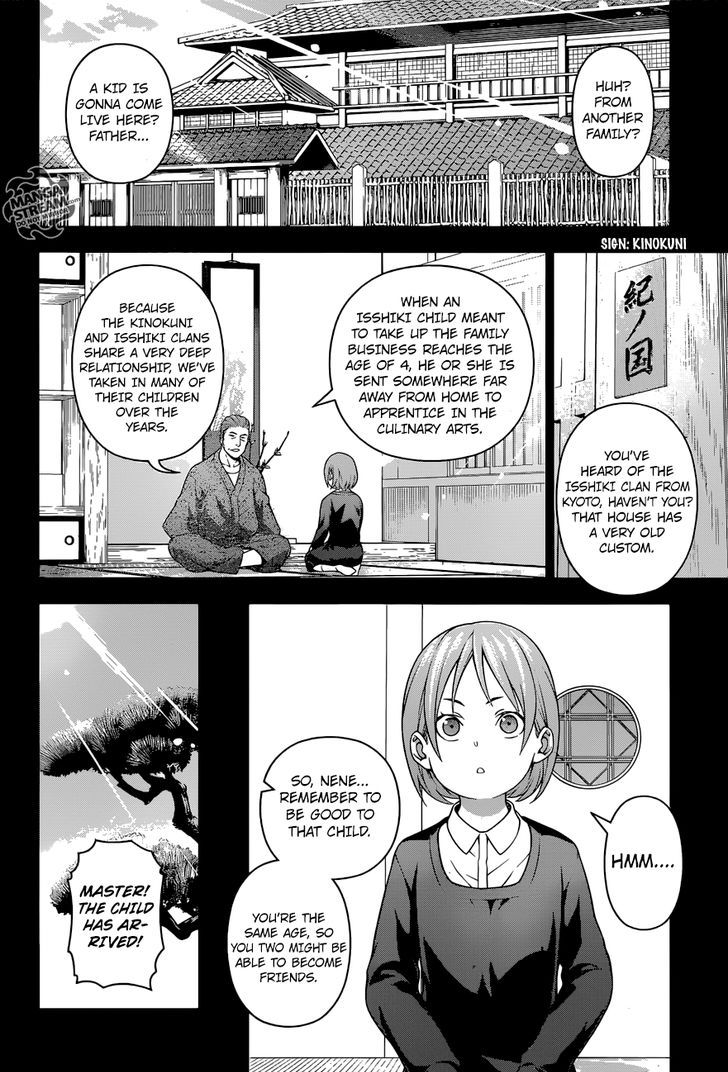 HUH?
FROM
ANOTHER
FAMILY?
A KID IS
GONNA COME
LIVE HERE?
FATHER...
MANGA
STREAM
SIGN: KINOKUNI
紀ノ国
YOU'VE
HEARD OF THE
ISSHIKI CLAN FROM
KYOTO, HAVEN'T YOU?
THAT HOUSE HAS
A VERY OLD
CUSTOM.
WHEN AN
ISSHIKI CHILD MEANT
TO TAKE UP THE FAMILY
BUSINESS REACHES THE
AGE OF 4, HE OR SHE IS
SENT SOMEWHERE FAR
AWAY FROM HOME TO
APPRENTICE IN THE
CULINARY ARTS.
BECAUSE
THE KINOKUNI
AND ISSHIKI CLANS
SHARE A VERY DEEP
RELATIONSHIP, WE'VE
TAKEN IN MANY OF
THEIR CHILDREN
OVER THE
YEARS.
HMM....
SO, NENE...
REMEMBER TO
BE GOOD TO
THAT CHILD.
YOU'RE THE
SAME AGE, SO
YOU TWO MIGHT BE
ABLE TO BECOME
FRIENDS.
MASTER!
THE CHILD
HAS AR-
RIVED!